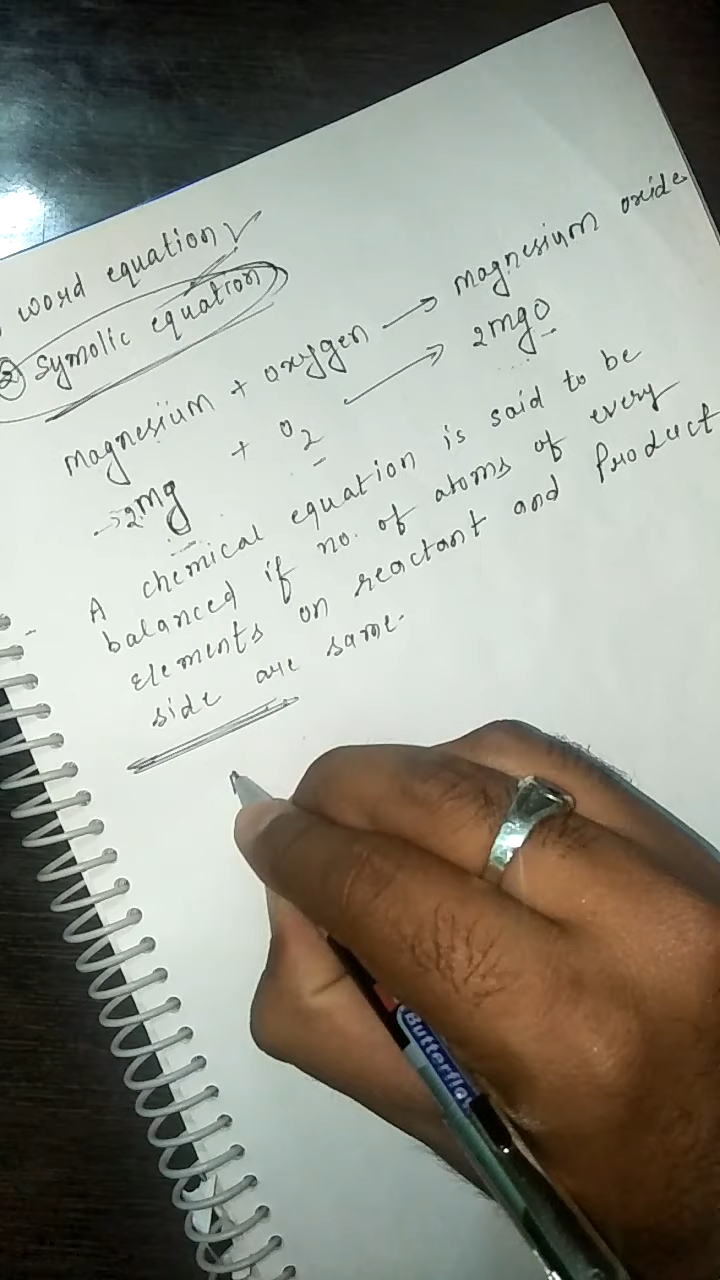 word equation
② symolic equation
magnesium + oxygen → magnesium oxide
→ 2mg + O2 → 2mgO
A chemical equation is said to be
balanced if no. of atoms of every
elements on reactant and Product
side are same.
Butterflow